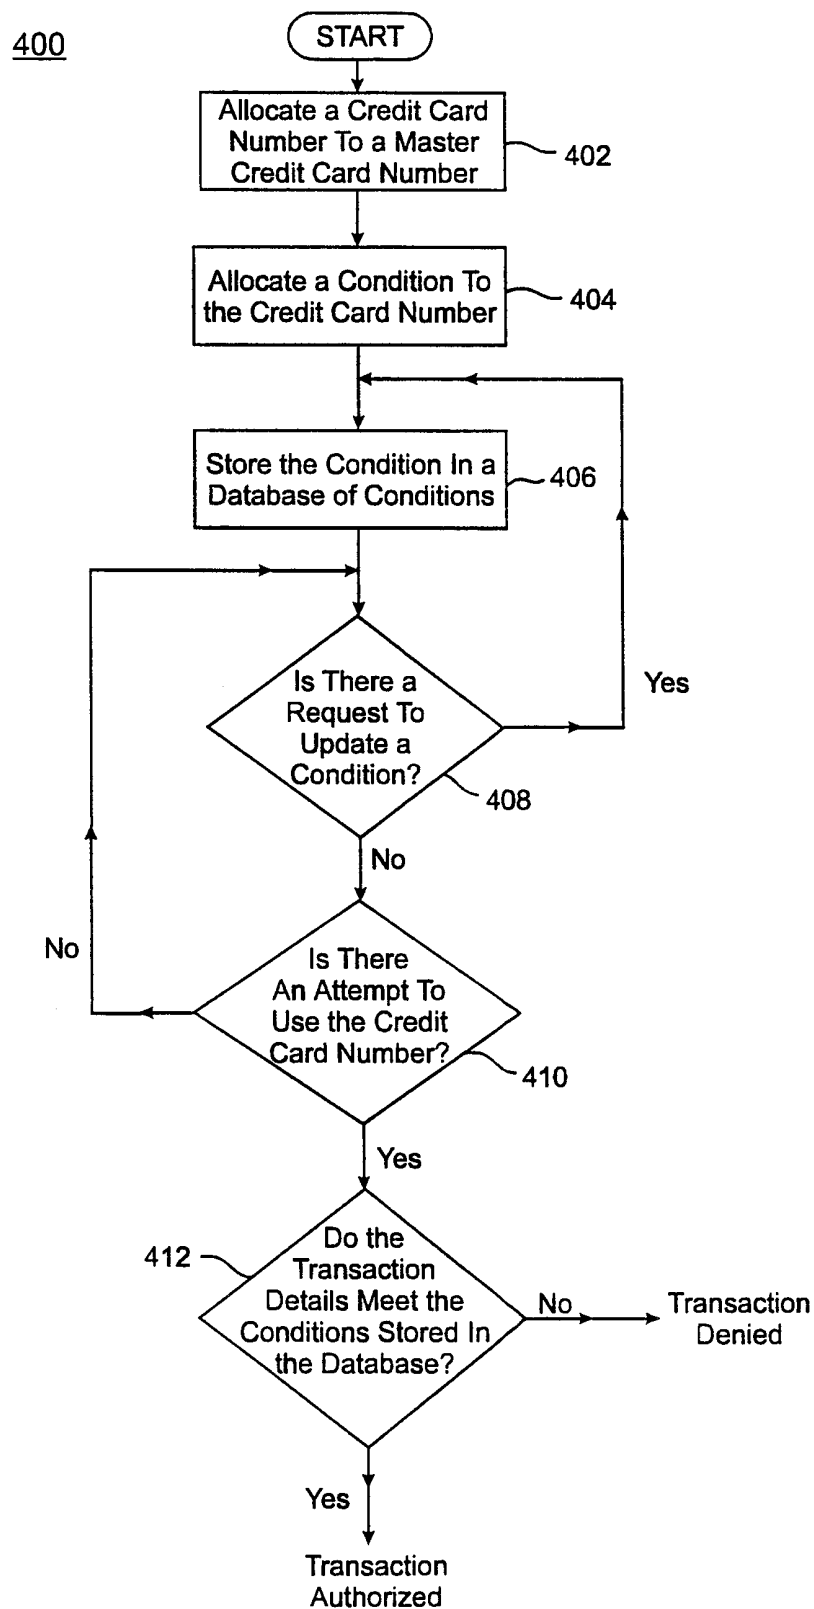 400
START
Allocate a Credit Card
Number To a Master
Credit Card Number
402
Allocate a Condition To
the Credit Card Number
404
Store the Condition In a
Database of Conditions
406
Is There a
Request To
Update a
Condition?
Yes
408
No
Is There
An Attempt To
Use the Credit
Card Number?
No
410
Yes
412
Do the
Transaction
Details Meet the
Conditions Stored In
the Database?
No
Transaction
Denied
Yes
Transaction
Authorized